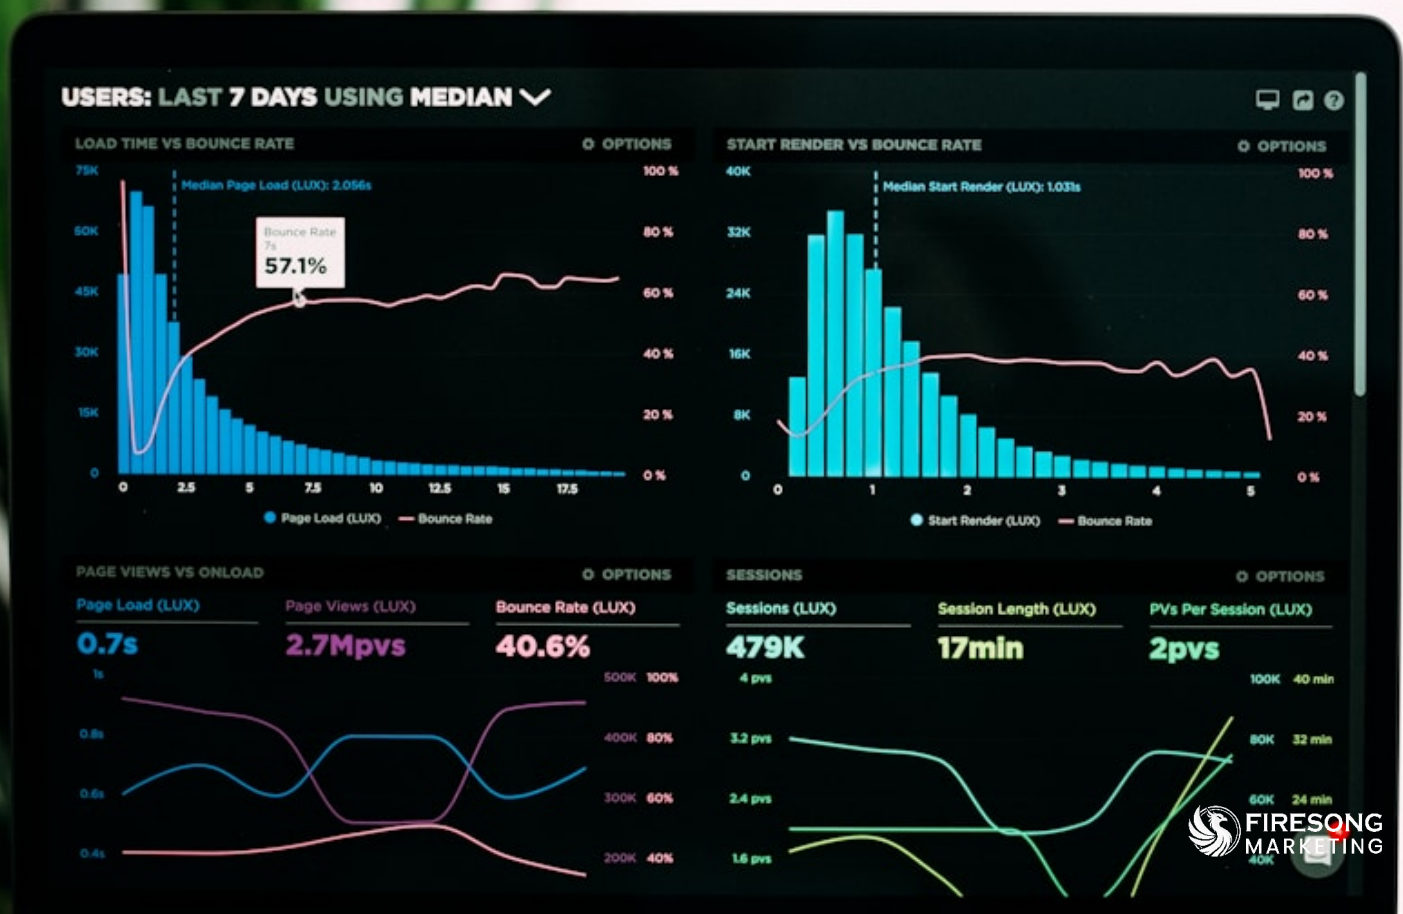 USERS: LAST 7 DAYS USING MEDIAN
LOAD TIME VS BOUNCE RATE
OPTIONS
75K
60K
45K
30K
15K
0
Median Page Load (LUX): 2.056s
Bounce Rate
7s
57.1%
100 %
80 %
60 %
40 %
20 %
0 %
0 2.5 5 7.5 10 12.5 15 17.5
Page Load (LUX) Bounce Rate
START RENDER VS BOUNCE RATE
OPTIONS
40K
32K
24K
16K
8K
0
Median Start Render (LUX): 1.031s
100 %
80 %
60 %
40 %
20 %
0 %
0 1 2 3 4 5
Start Render (LUX) Bounce Rate
PAGE VIEWS VS ONLOAD
OPTIONS
Page Load (LUX)
0.7s
Page Views (LUX)
2.7Mpvs
Bounce Rate (LUX)
40.6%
1s
0.8s
0.6s
0.4s
500K 100%
400K 80%
300K 60%
200K 40%
SESSIONS
OPTIONS
Sessions (LUX)
479K
Session Length (LUX)
17min
PVs Per Session (LUX)
2pvs
4 pvs
3.2 pvs
2.4 pvs
1.6 pvs
100K 40 min
80K 32 min
60K 24 min
40K
FIRESONG
MARKETING